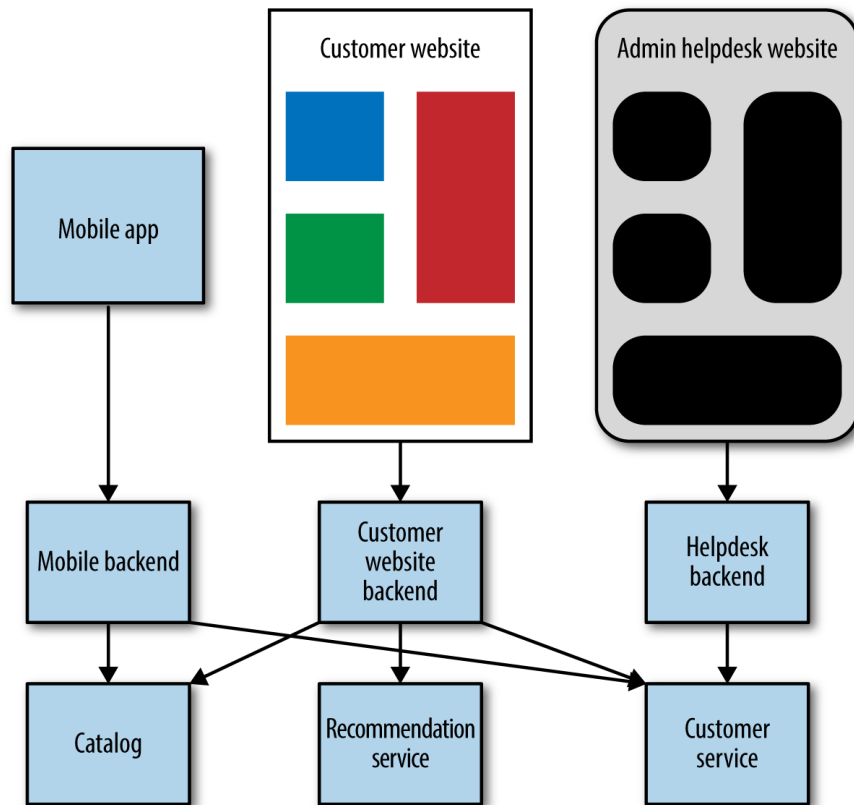 Customer website
Admin helpdesk website
Mobile app
Mobile backend
Customer
website
backend
Helpdesk
backend
Catalog
Recommendation
service
Customer
service